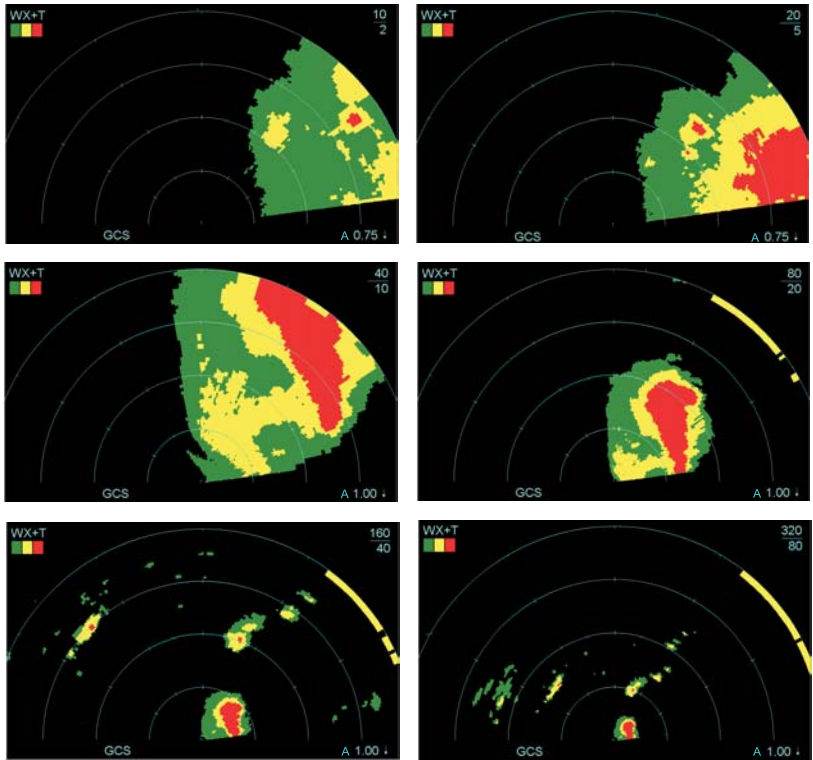 WX+T
10
2
GCS
A 0.75 ↓
WX+T
20
5
GCS
A 0.75 ↓
WX+T
40
10
GCS
A 1.00 ↓
WX+T
80
20
GCS
A 1.00 ↓
WX+T
160
40
GCS
A 1.00 ↓
WX+T
320
80
GCS
A 1.00 ↓